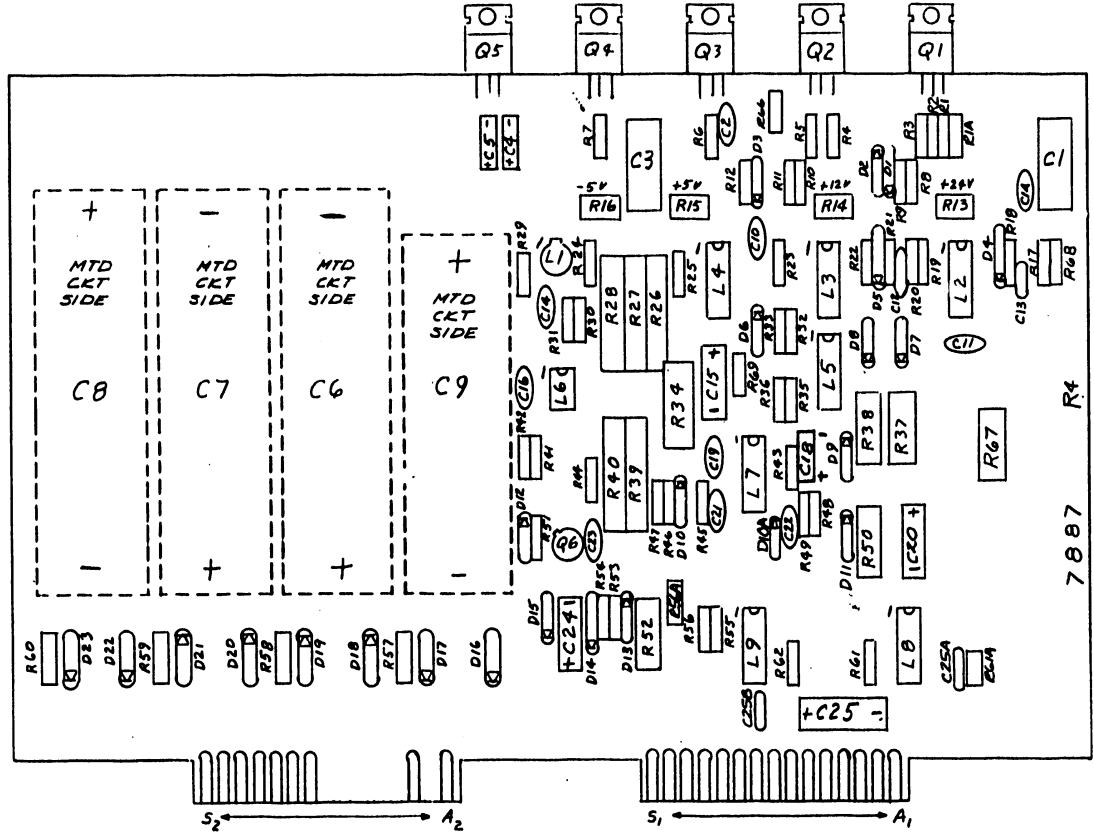 Q5 Q4 Q3 Q2 Q1
R7 R6 C2 R66 R5 R4 R3 R2 R1 R1A
+C5- +C4- C3 C1
R12 D3 R11 R10 D2 D1 R8 R9 C1A
-5V +5V +12V +24V
R16 R15 R14 R13
+ - - +
MTD MTD MTD MTD
CKT CKT CKT CKT
SIDE SIDE SIDE SIDE
C8 C7 C6 C9
- + + -
R29 L1 R24 R28 R27 R26 R25 L4 C10 R23 L3 R22 R21 D5 C12 R20 R19 L2 D4 R18 C13 R17 R68
C14 R31 R30 D6 R33 R32 D8 D7 C11
C16 L6 R34 C15 + R69 R36 R35 L5 R38 R37 R67 R4
R42 R41 R44 R40 R39 C19 L7 R43 C18 + D9
D12 R51 Q6 C23 R47 R46 D10 R45 C21 D10A C22 R49 R48 D11 R50 C20 + 7887
D15 +C24 D14 R54 R53 D13 R52 R56A R56 R55 L9 R62 R61 L8 C25A R61A
R60 D23 D22 R59 D21 D20 R58 D19 D18 R57 D17 D16
C25B +C25 -
S2 A2 S1 A1